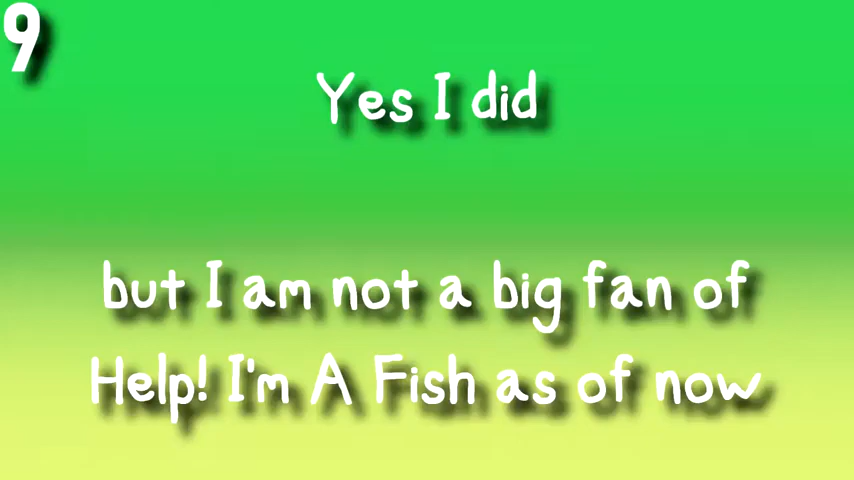 9
Yes I did
but I am not a big fan of
Help! I'm A Fish as of now